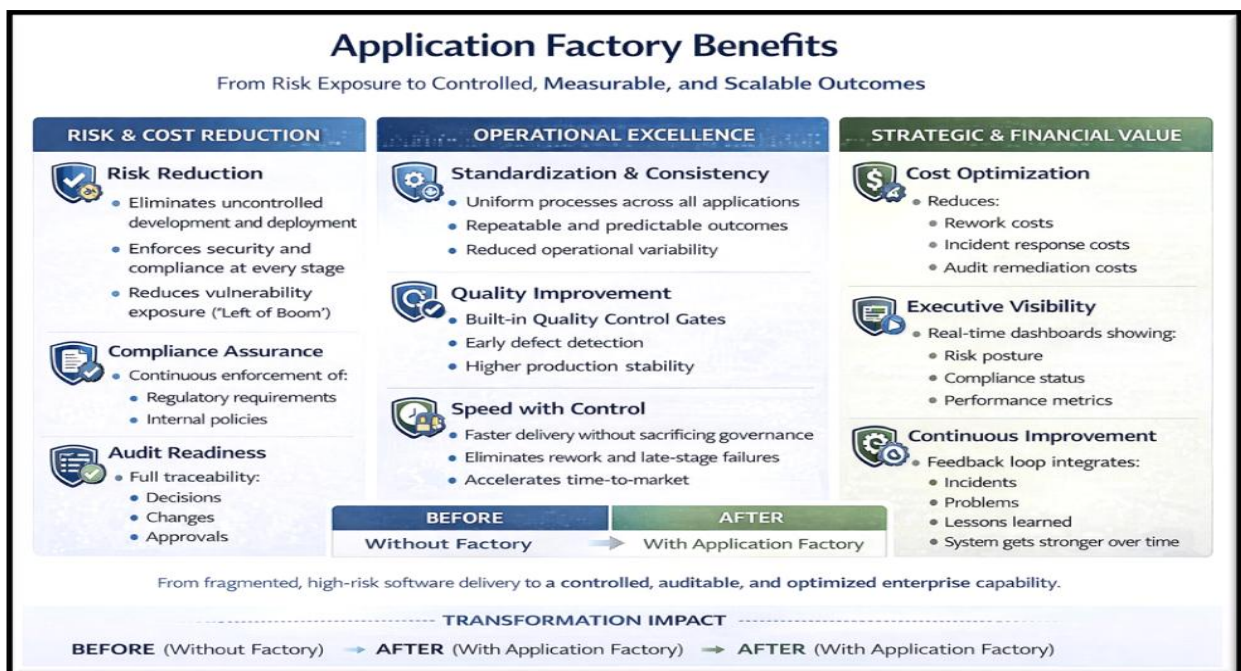 Application Factory Benefits
From Risk Exposure to Controlled, Measurable, and Scalable Outcomes
RISK & COST REDUCTION
Risk Reduction
• Eliminates uncontrolled
development and deployment
• Enforces security and
compliance at every stage
• Reduces vulnerability
exposure ("Left of Boom')
Compliance Assurance
• Continuous enforcement of:
• Regulatory requirements
• Internal policies
Audit Readiness
• Full traceability:
• Decisions
• Changes
• Approvals
OPERATIONAL EXCELLENCE
Standardization & Consistency
• Uniform processes across all applications
• Repeatable and predictable outcomes
• Reduced operational variability
Quality Improvement
• Built-in Quality Control Gates
• Early defect detection
• Higher production stability
Speed with Control
• Faster delivery without sacrificing governance
• Eliminates rework and late-stage failures
• Accelerates time-to-market
STRATEGIC & FINANCIAL VALUE
$
Cost Optimization
• Reduces:
• Rework costs
• Incident response costs
• Audit remediation costs
Executive Visibility
• Real-time dashboards showing:
• Risk posture
• Compliance status
• Performance metrics
Continuous Improvement
• Feedback loop integrates:
• Incidents
• Problems
• Lessons learned
• System gets stronger over time
BEFORE AFTER
Without Factory → With Application Factory
From fragmented, high-risk software delivery to a controlled, auditable, and optimized enterprise capability.
TRANSFORMATION IMPACT
BEFORE (Without Factory) → AFTER (With Application Factory) → AFTER (With Application Factory)